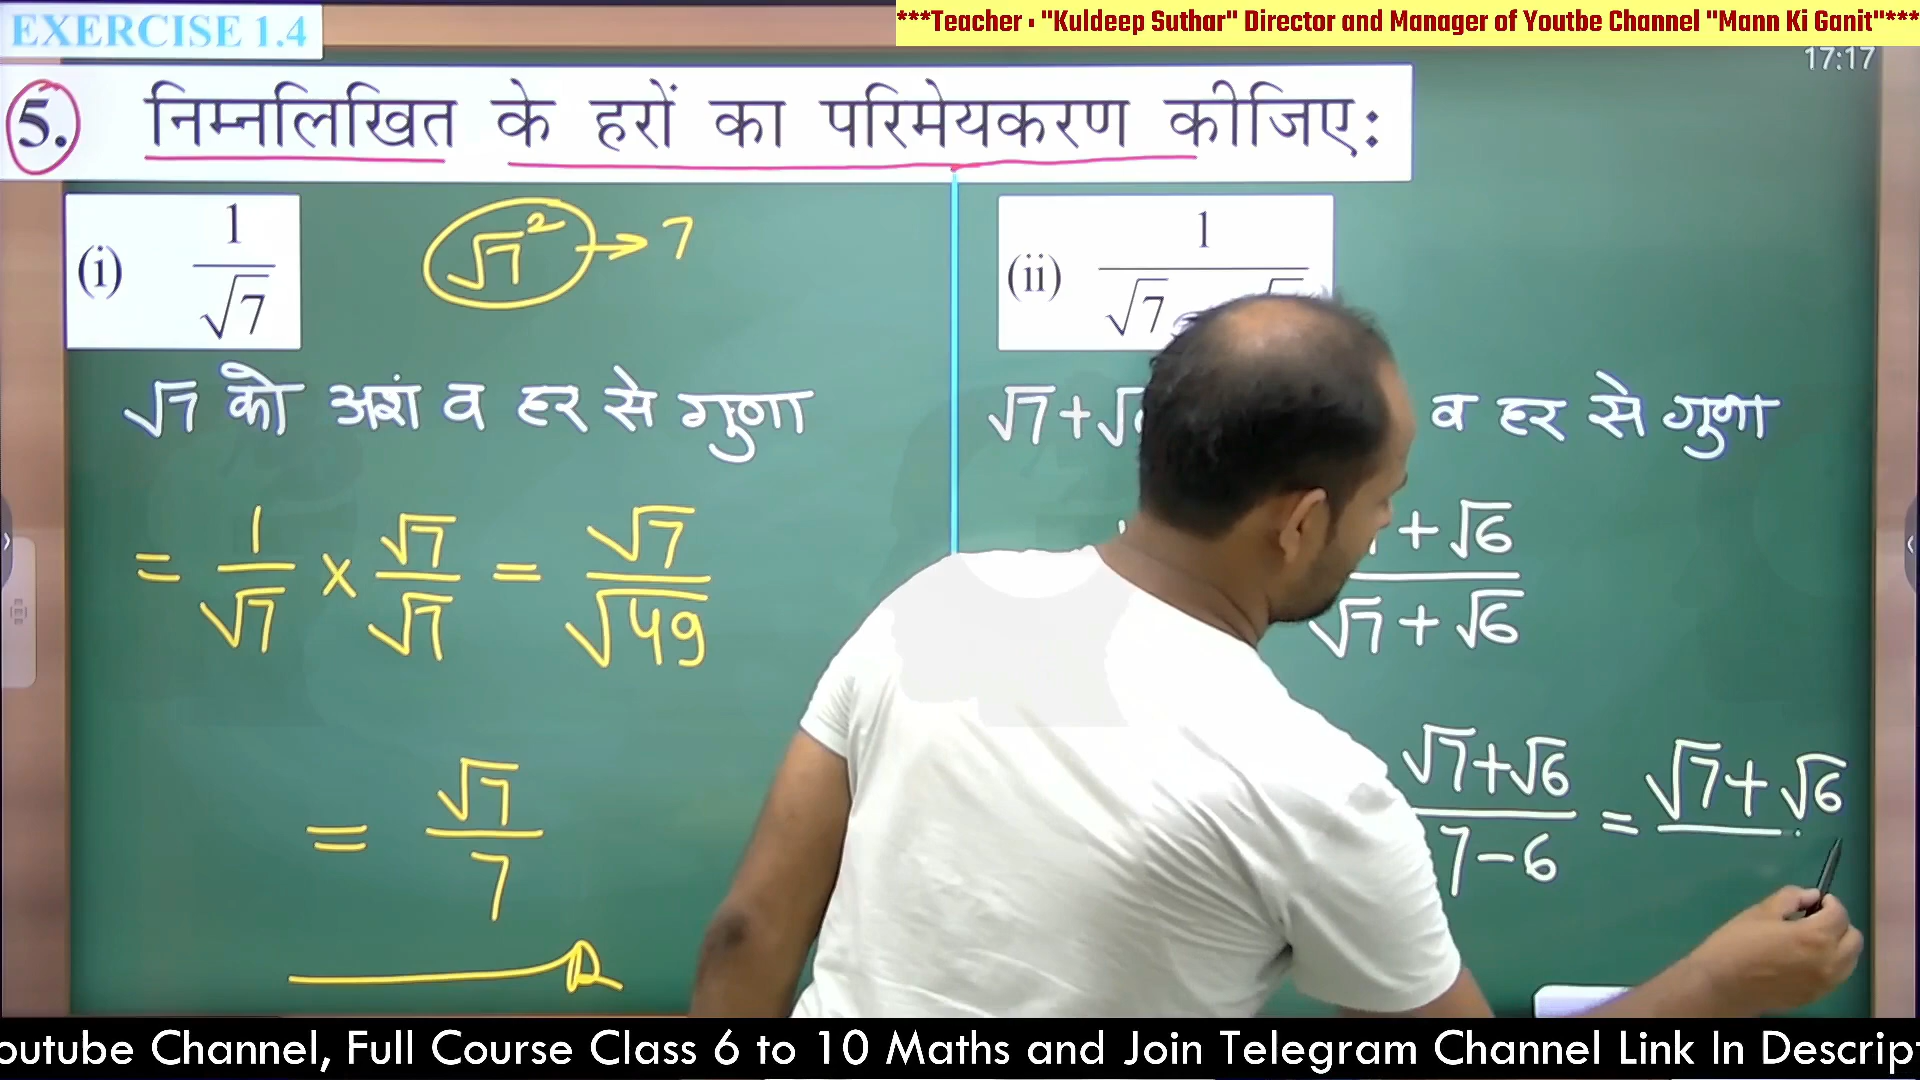 EXERCISE 1.4
***Teacher : "Kuldeep Suthar" Director and Manager of Youtbe Channel "Mann Ki Ganit"***
17:17
5. निम्नलिखित के हरों का परिमेयकरण कीजिए:
(i) 1/√7
√7² → 7
√7 को अशं व हर से गुणा
= 1/√7 × √7/√7 = √7/√49
= √7/7
(ii) 1/√7
√7+√6
व हर से गुणा
+√6
√7+√6
√7+√6/7-6 = √7+√6
outube Channel, Full Course Class 6 to 10 Maths and Join Telegram Channel Link In Descrip